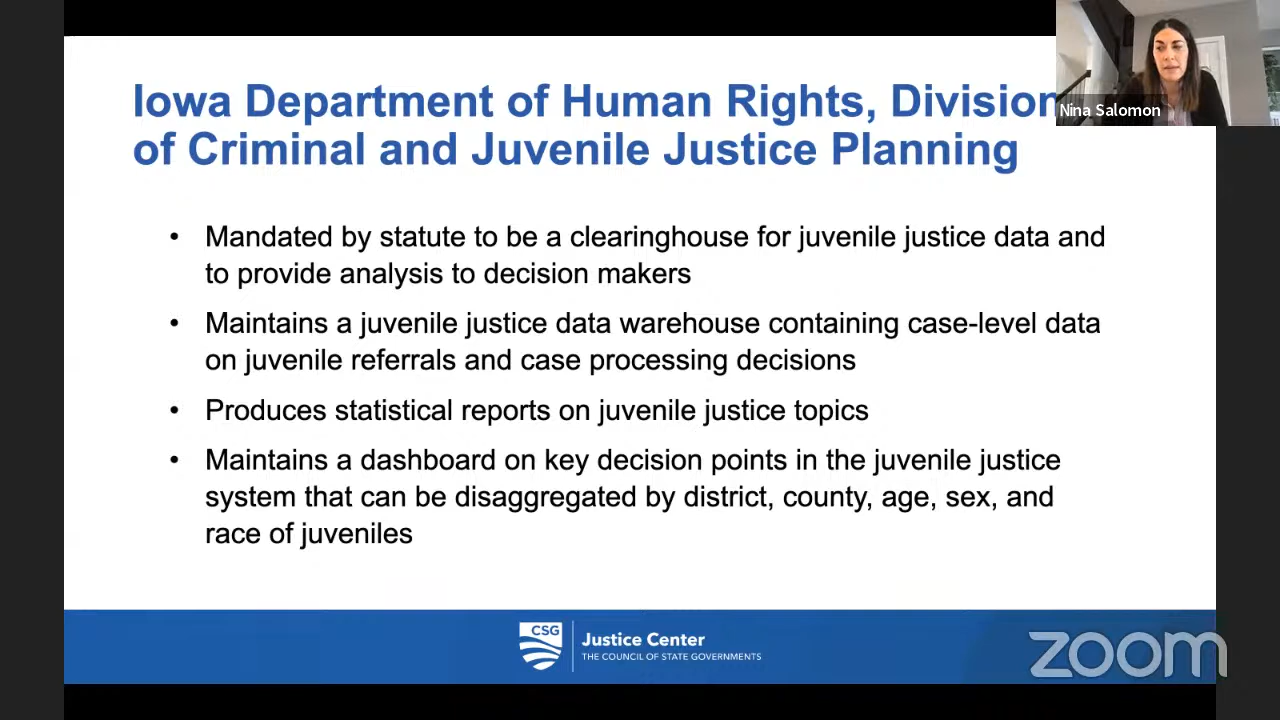 Iowa Department of Human Rights, Division
of Criminal and Juvenile Justice Planning
Nina Salomon
• Mandated by statute to be a clearinghouse for juvenile justice data and
to provide analysis to decision makers
• Maintains a juvenile justice data warehouse containing case-level data
on juvenile referrals and case processing decisions
• Produces statistical reports on juvenile justice topics
• Maintains a dashboard on key decision points in the juvenile justice
system that can be disaggregated by district, county, age, sex, and
race of juveniles
CSG
Justice Center
THE COUNCIL OF STATE GOVERNMENTS
zoom